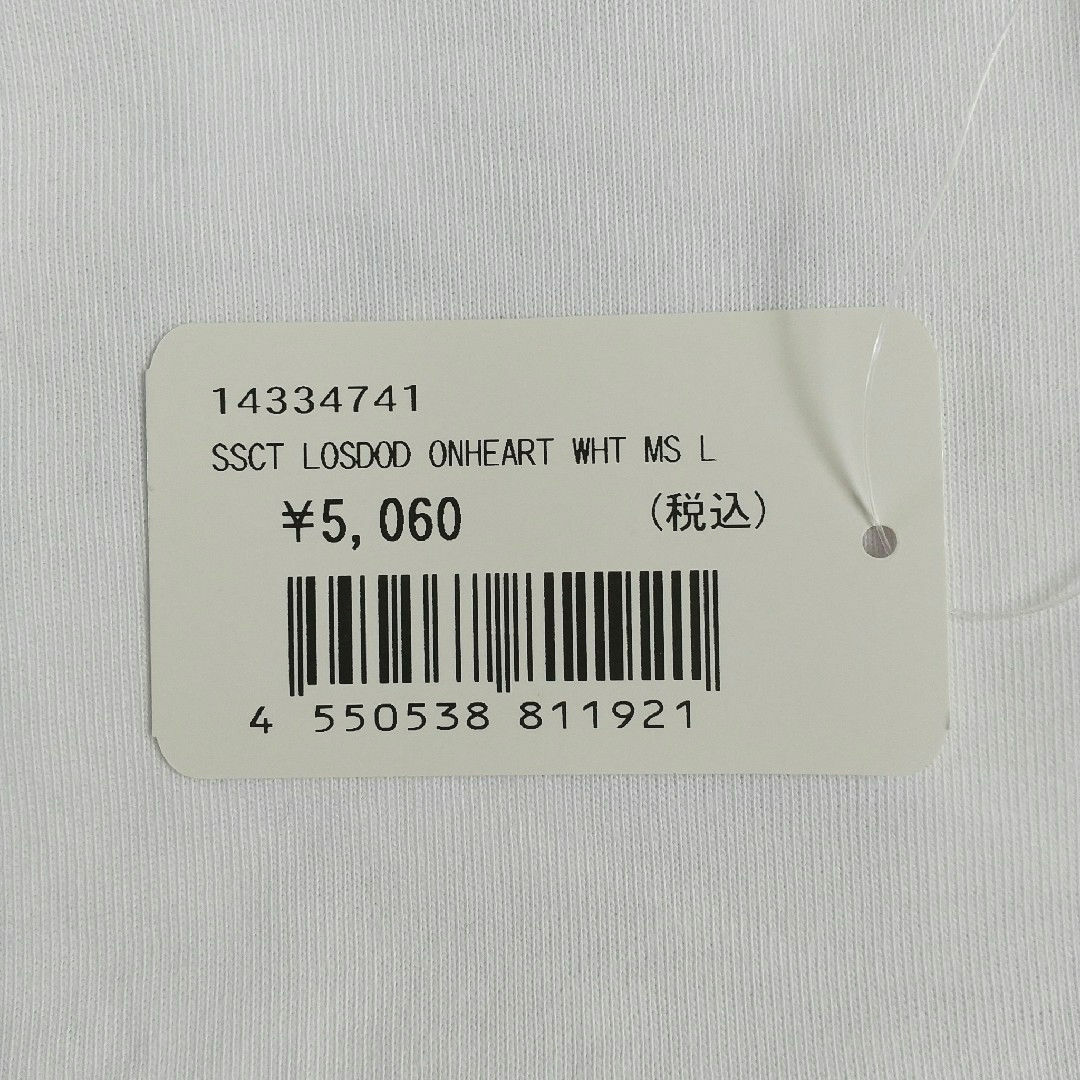 14334741
SSCT LOSDOD ONHEART WHT MS L
¥5,060 (税込)
4 550538 811921